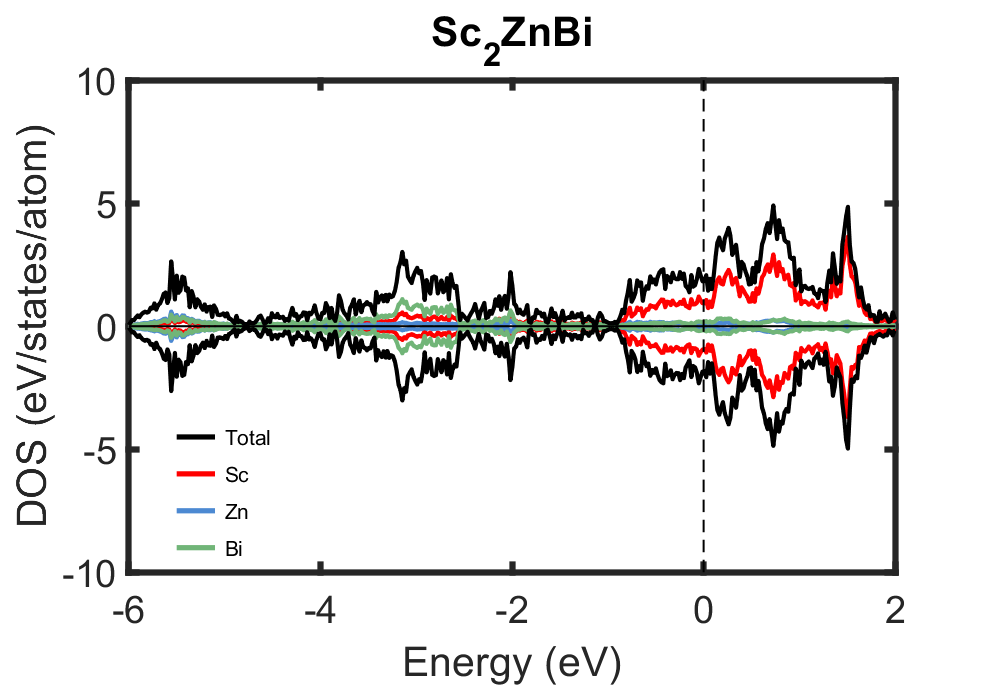 Sc2ZnBi
10
5
0
-5
-10
DOS (eV/states/atom)
Total
Sc
Zn
Bi
-6 -4 -2 0 2
Energy (eV)